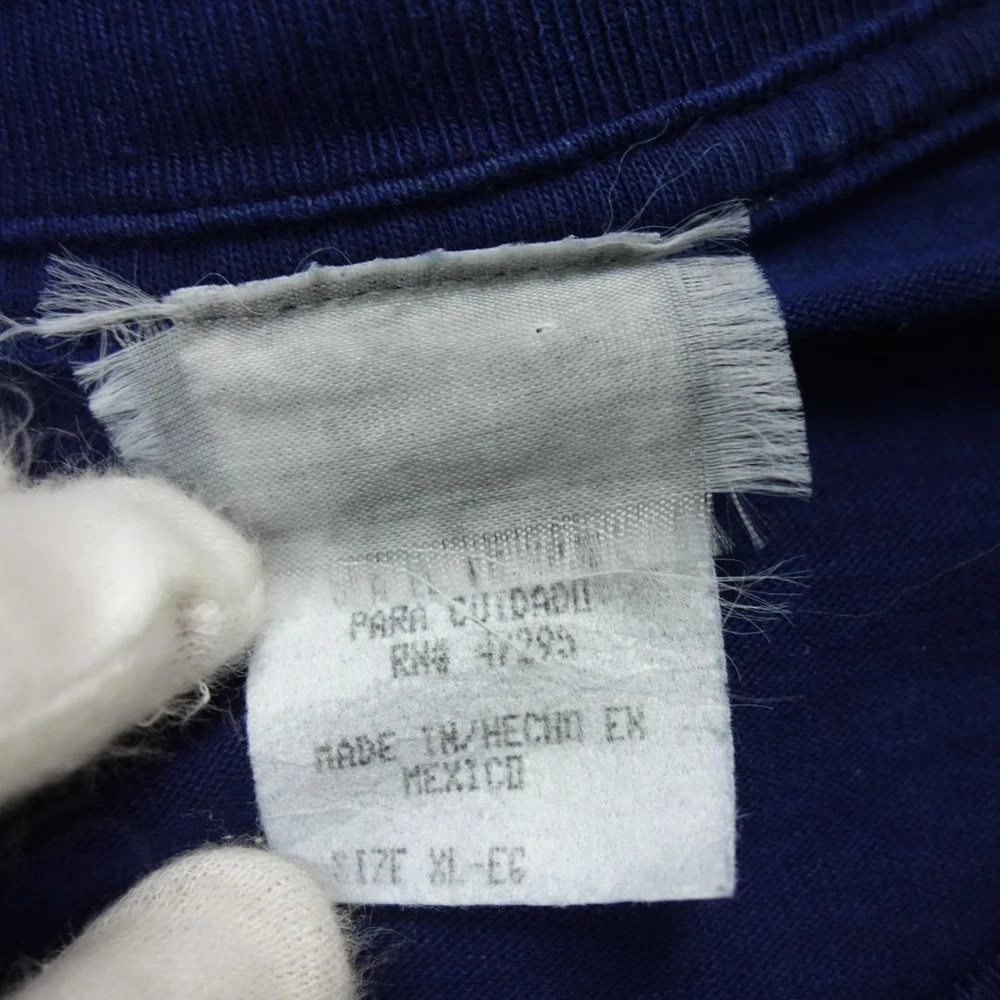 PARA CUIDADO
RN# 47295
MADE IN/HECHO EN
MEXICO
SIZE XL-EG